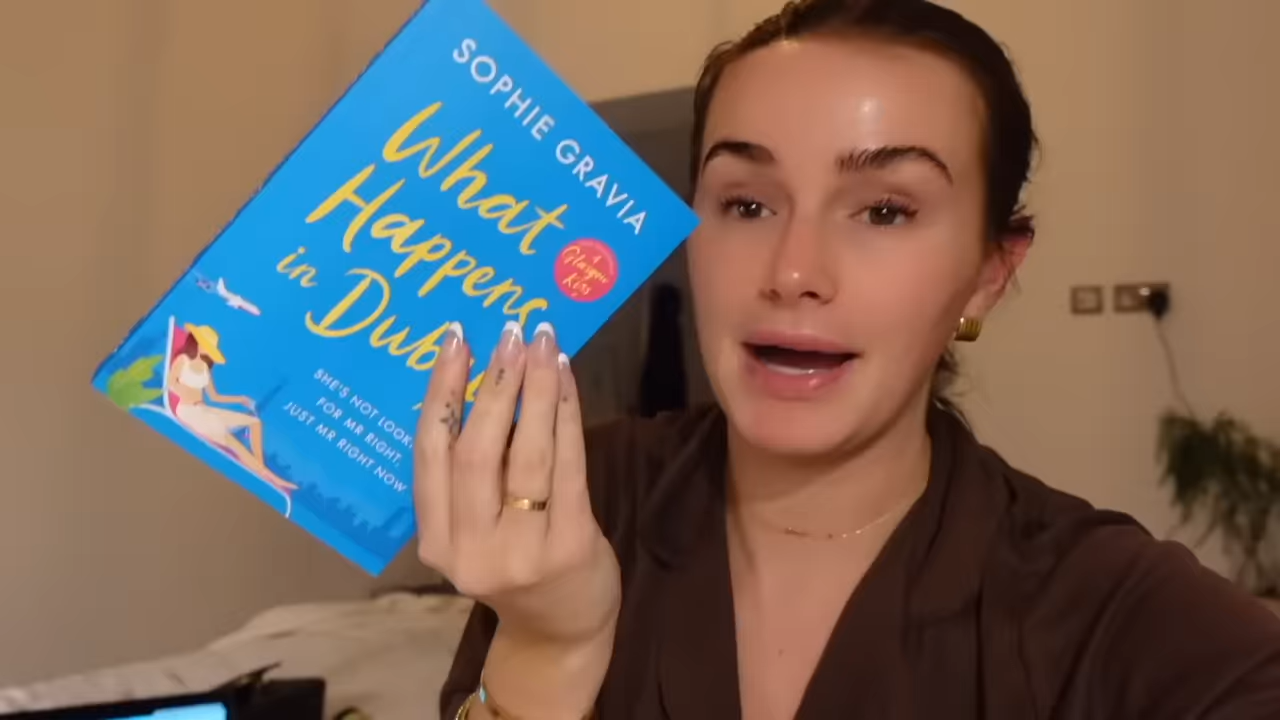 SOPHIE GRAVIA
What
Happens
in Dub
A
Glasgow
Kiss
SHE'S NOT LOOK
FOR MR RIGHT,
JUST MR RIGHT NOW